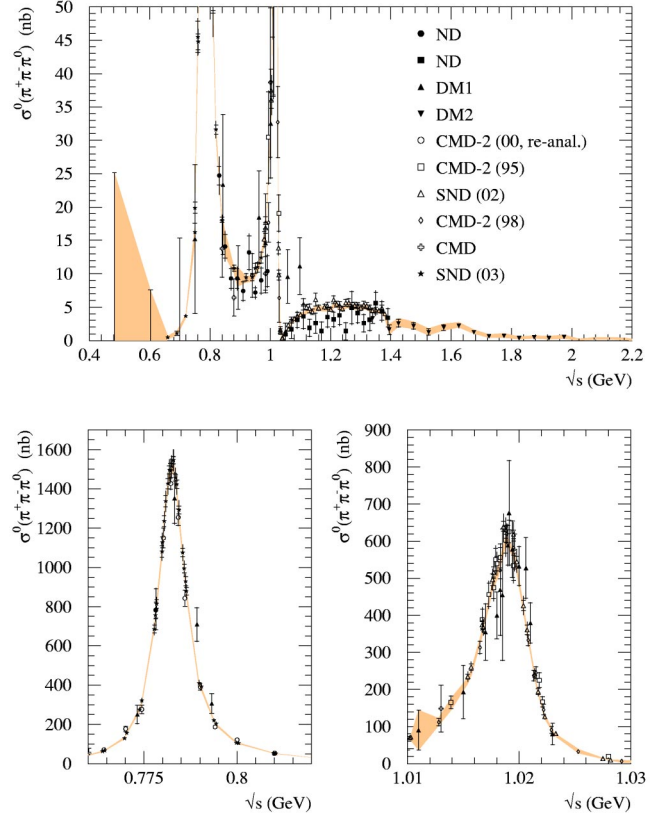 σ⁰(π⁺π⁻π⁰) (nb)
50
45
40
35
30
25
20
15
10
5
0
ND
ND
DM1
DM2
CMD-2 (00, re-anal.)
CMD-2 (95)
SND (02)
CMD-2 (98)
CMD
SND (03)
0.4 0.6 0.8 1 1.2 1.4 1.6 1.8 2 2.2
√s (GeV)
σ⁰(π⁺π⁻π⁰) (nb)
1600
1400
1200
1000
800
600
400
200
0
0.775 0.8
√s (GeV)
σ⁰(π⁺π⁻π⁰) (nb)
900
800
700
600
500
400
300
200
100
0
1.01 1.02 1.03
√s (GeV)